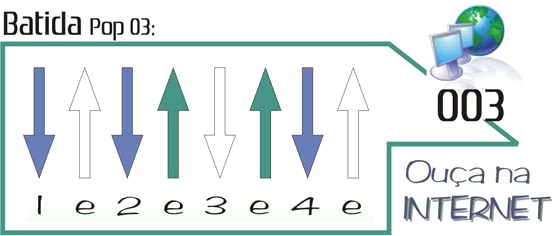 Batida Pop 03:
003
1 e 2 e 3 e 4 e
Ouça na
INTERNET